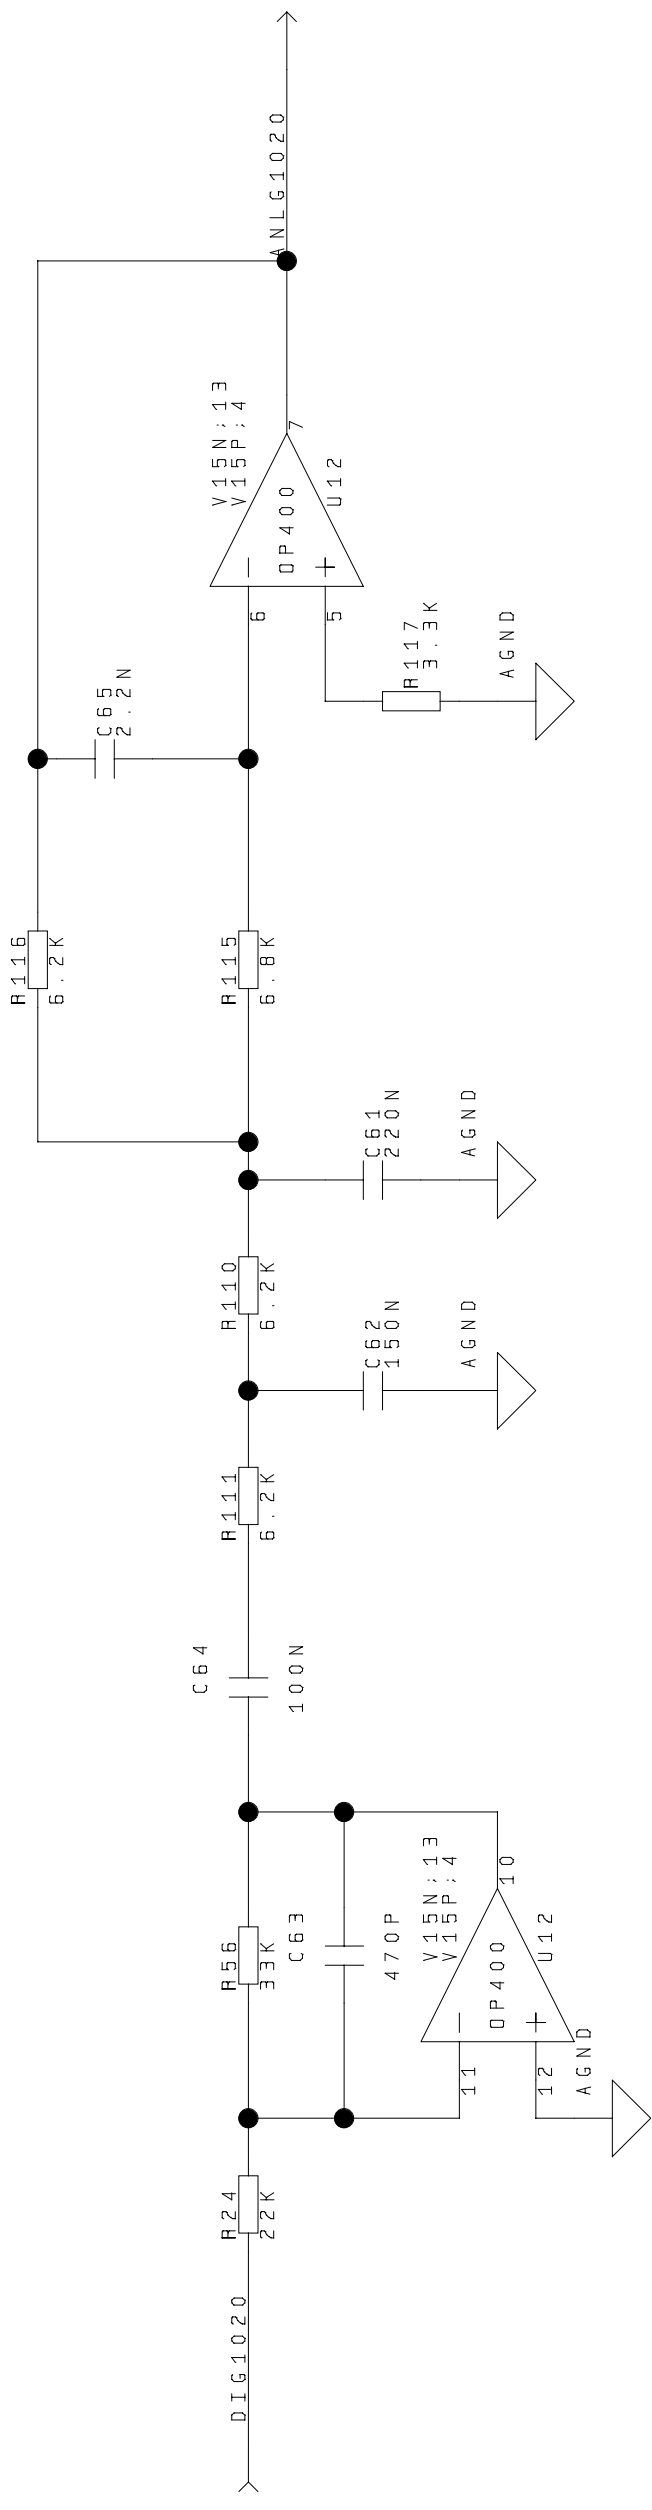 ANLG1020
V15N;13
V15P;4
7
OP400
U12
6
5
R117
3.3K
AGND
C65
2.2N
R116
6.2K
R115
6.8K
C61
220N
AGND
R110
6.2K
C62
150N
AGND
R111
6.2K
C64
100N
R56
33K
C63
470P
V15N;13
V15P;4
10
OP400
U12
11
12
AGND
R24
22K
DIG1020